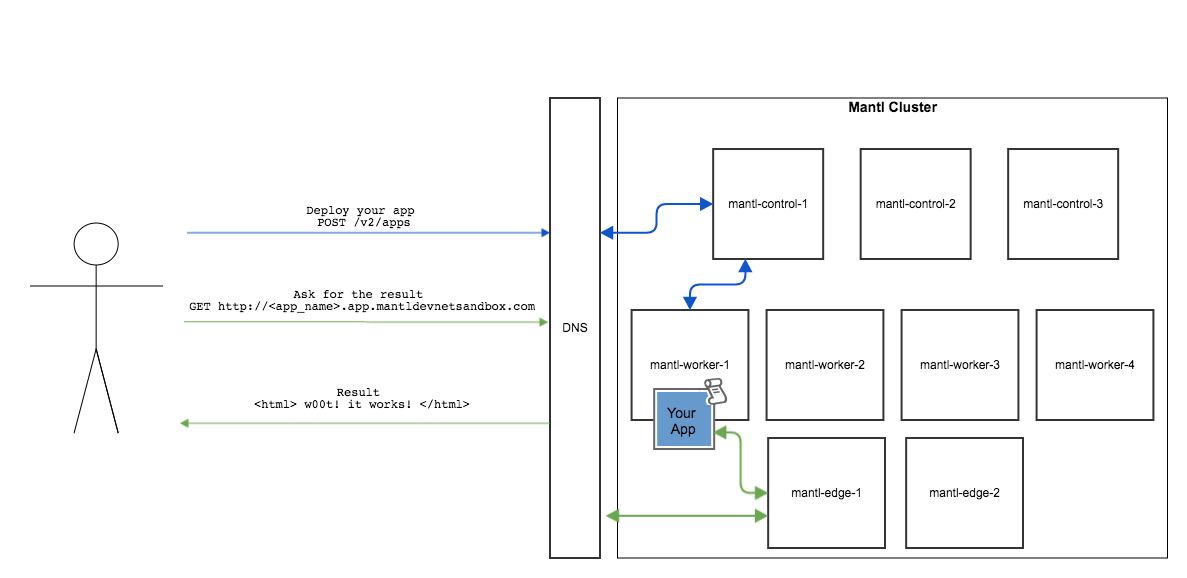 Mantl Cluster
mantl-control-1
mantl-control-2
mantl-control-3
Deploy your app
POST /v2/apps
Ask for the result
GET http://<app_name>.app.mantldevnetsandbox.com
DNS
mantl-worker-1
mantl-worker-2
mantl-worker-3
mantl-worker-4
Result
<html> w00t! it works! </html>
Your
App
mantl-edge-1
mantl-edge-2